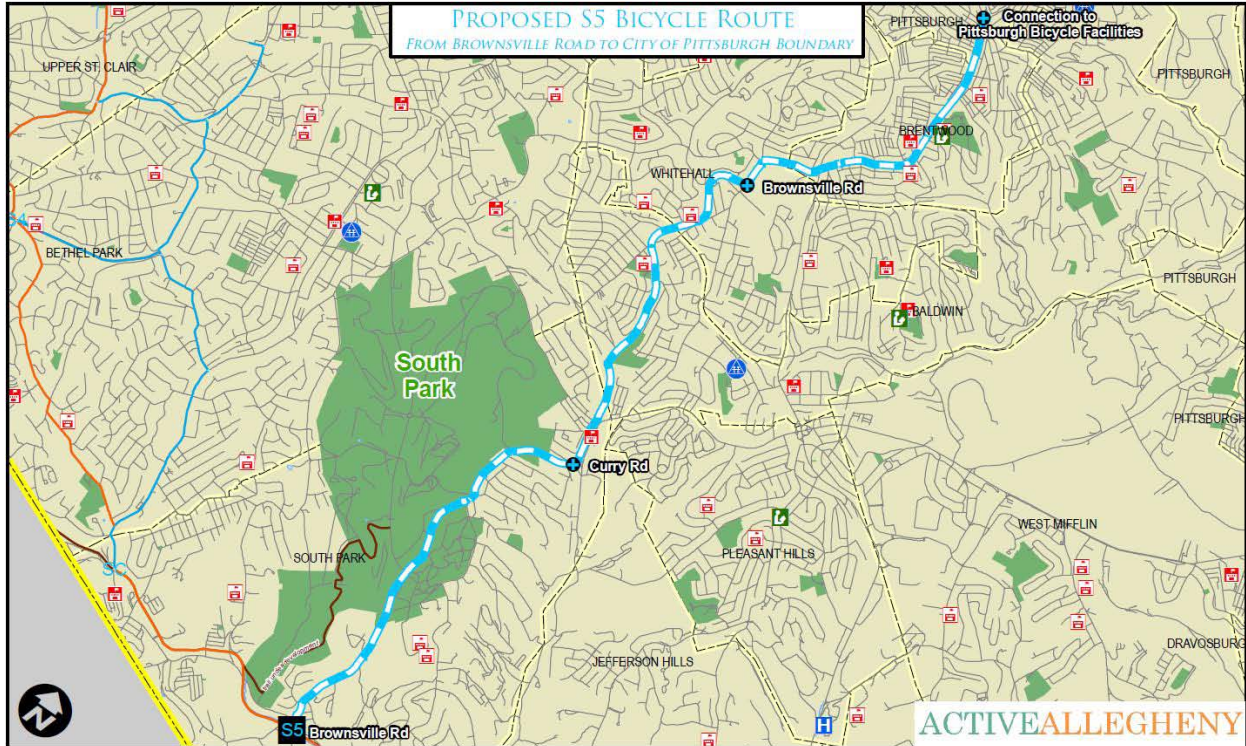 PROPOSED S5 BICYCLE ROUTE
FROM BROWNSVILLE ROAD TO CITY OF PITTSBURGH BOUNDARY
PITTSBURGH
Connection to
Pittsburgh Bicycle Facilities
UPPER ST. CLAIR
PITTSBURGH
BRENTWOOD
WHITEHALL
Brownsville Rd
BETHEL PARK
PITTSBURGH
BALDWIN
South
Park
PITTSBURGH
Curry Rd
WEST MIFFLIN
SOUTH PARK
PLEASANT HILLS
DRAVOSBURG
JEFFERSON HILLS
S5
Brownsville Rd
H
N
ACTIVEALLEGHENY